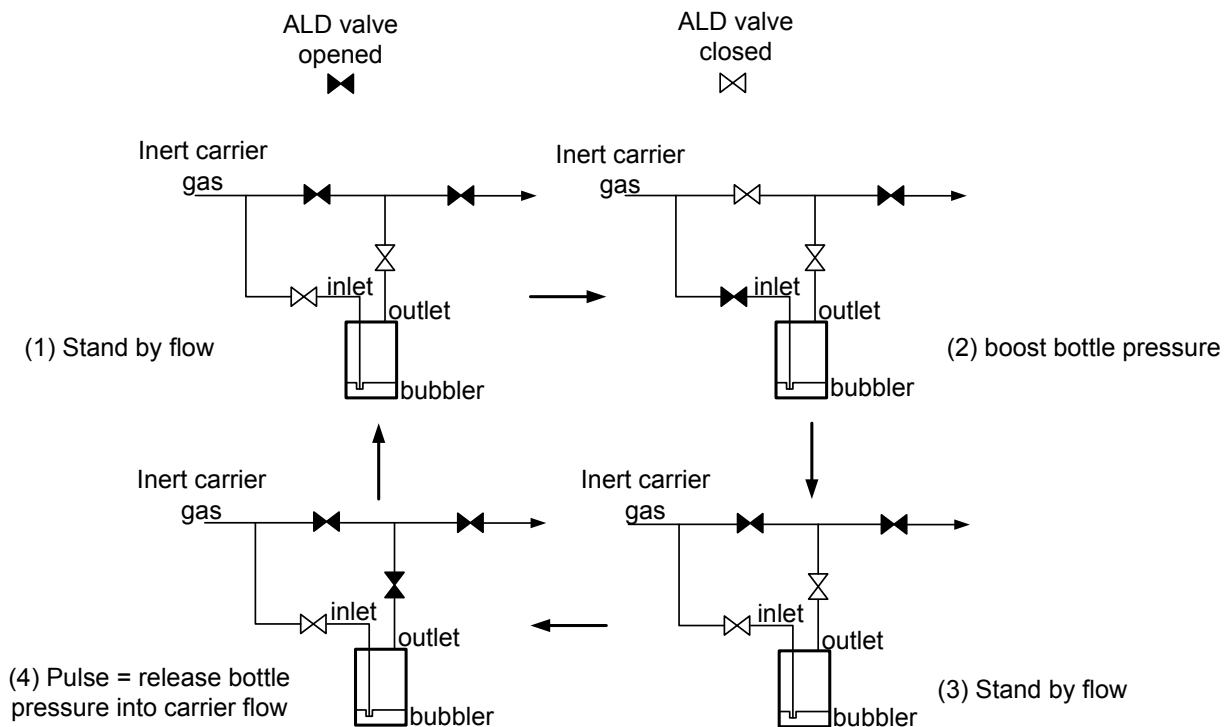 ALD valve
opened
ALD valve
closed
Inert carrier
gas
inlet
outlet
bubbler
(1) Stand by flow
Inert carrier
gas
inlet
outlet
bubbler
(2) boost bottle pressure
Inert carrier
gas
inlet
outlet
bubbler
(4) Pulse = release bottle
pressure into carrier flow
Inert carrier
gas
inlet
outlet
bubbler
(3) Stand by flow